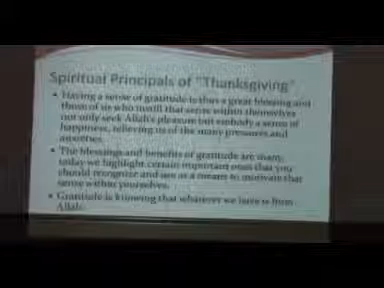 Spiritual Principals of "Thanksgiving"
• Having a sense of gratitude is thus a great blessing and
those of us who instill that sense within themselves
not only seek Allah's pleasure but embody a sense of
happiness, relieving us of the many pressures and
anxieties.
• The blessings and benefits of gratitude are many,
today we highlight certain important ones that you
should recognize and use as a means to motivate that
sense within yourselves.
• Gratitude is knowing that whatever we have is from
Allah.